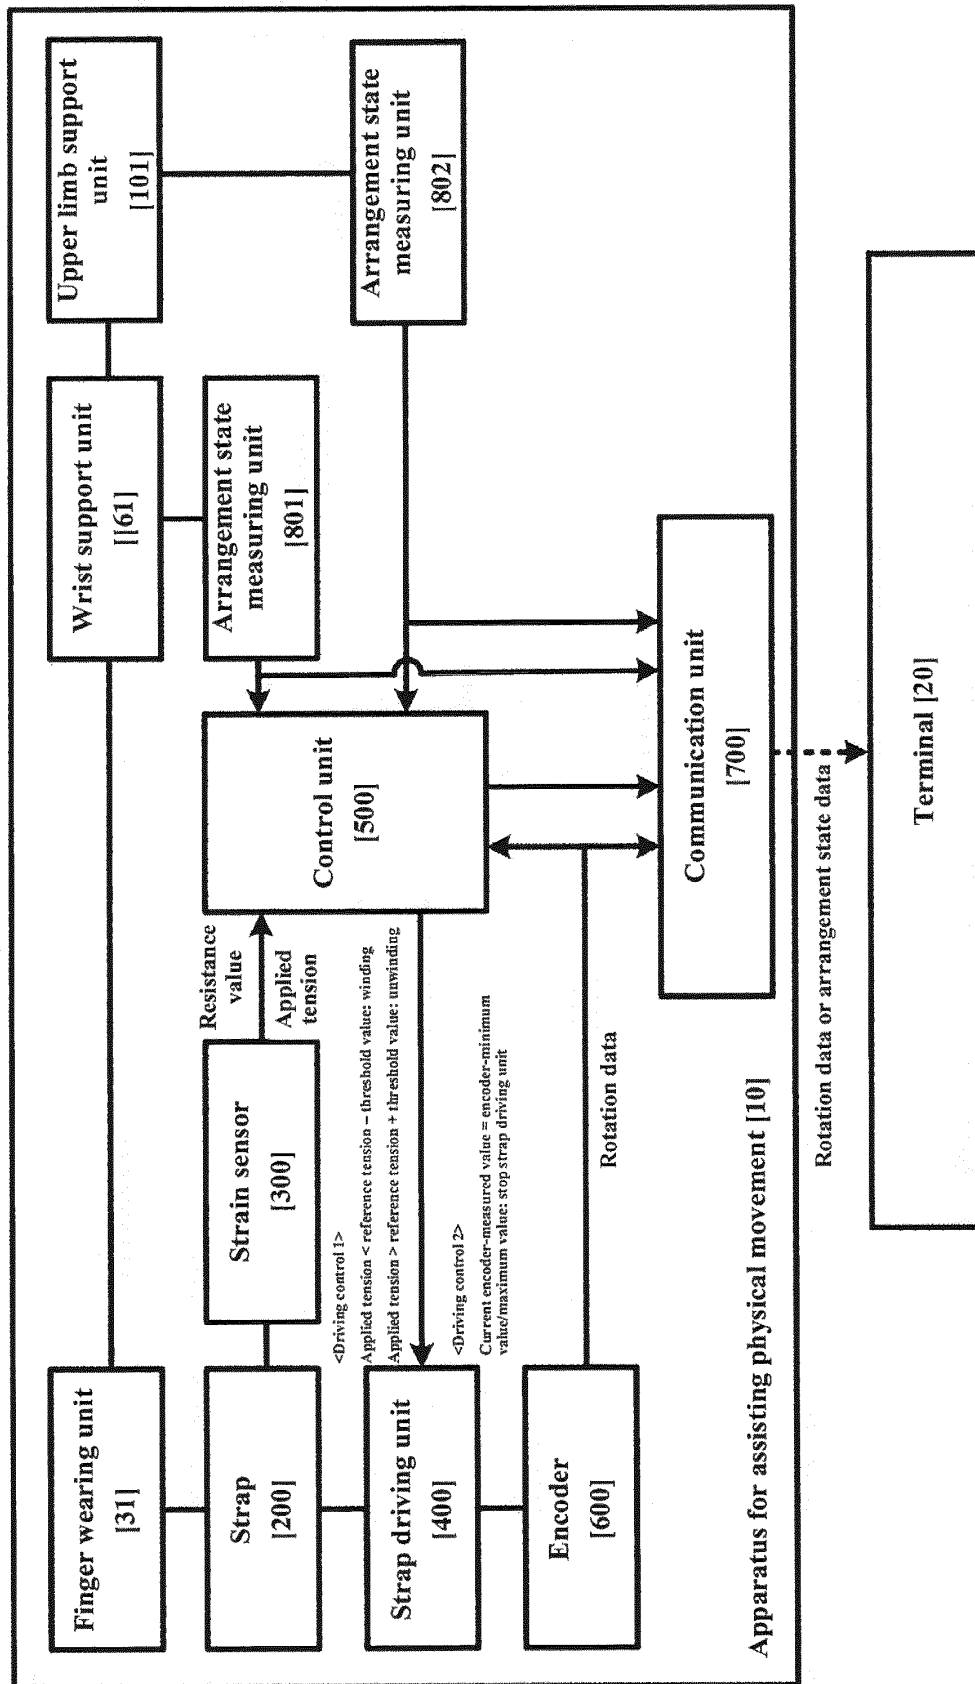 Finger wearing unit
[31]
Wrist support unit
[[61]
Upper limb support
unit
[101]
Strap
[200]
Strain sensor
[300]
Resistance
value
Applied
tension
Control unit
[500]
Arrangement state
measuring unit
[801]
Arrangement state
measuring unit
[802]
<Driving control 1>
Applied tension < reference tension – threshold value: winding
Applied tension > reference tension + threshold value: unwinding
Strap driving unit
[400]
<Driving control 2>
Current encoder-measured value = encoder-minimum
value/maximum value: stop strap driving unit
Encoder
[600]
Rotation data
Communication unit
[700]
Apparatus for assisting physical movement [10]
Rotation data or arrangement state data
Terminal [20]